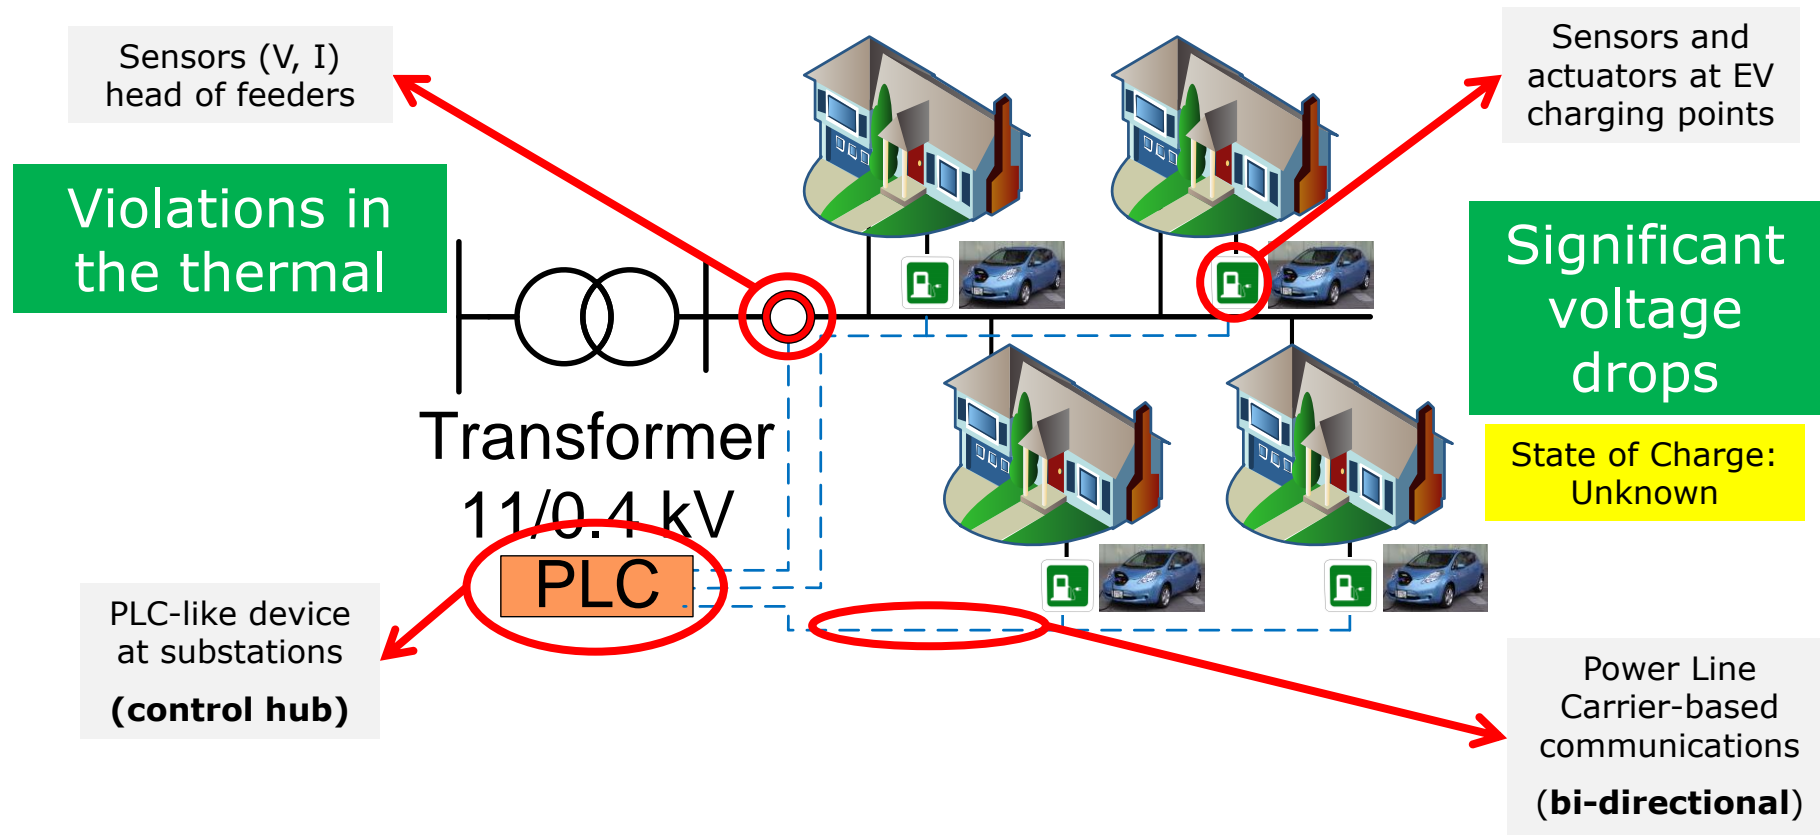 Sensors (V, I)
head of feeders
Sensors and
actuators at EV
charging points
Violations in
the thermal
Significant
voltage
drops
Transformer
11/0.4 kV
State of Charge:
Unknown
PLC
PLC-like device
at substations
(control hub)
Power Line
Carrier-based
communications
(bi-directional)